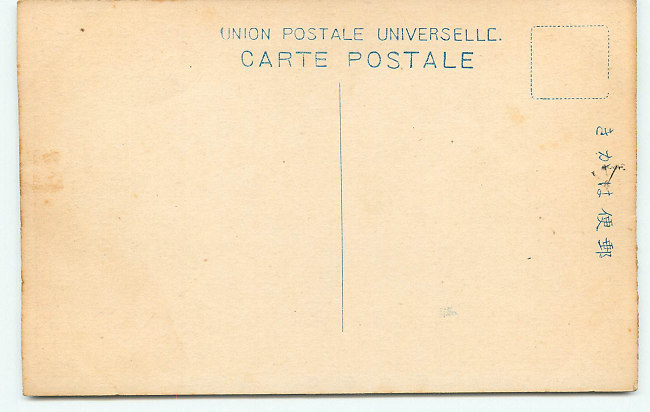 UNION POSTALE UNIVERSELLE.
CARTE POSTALE
郵便はかき